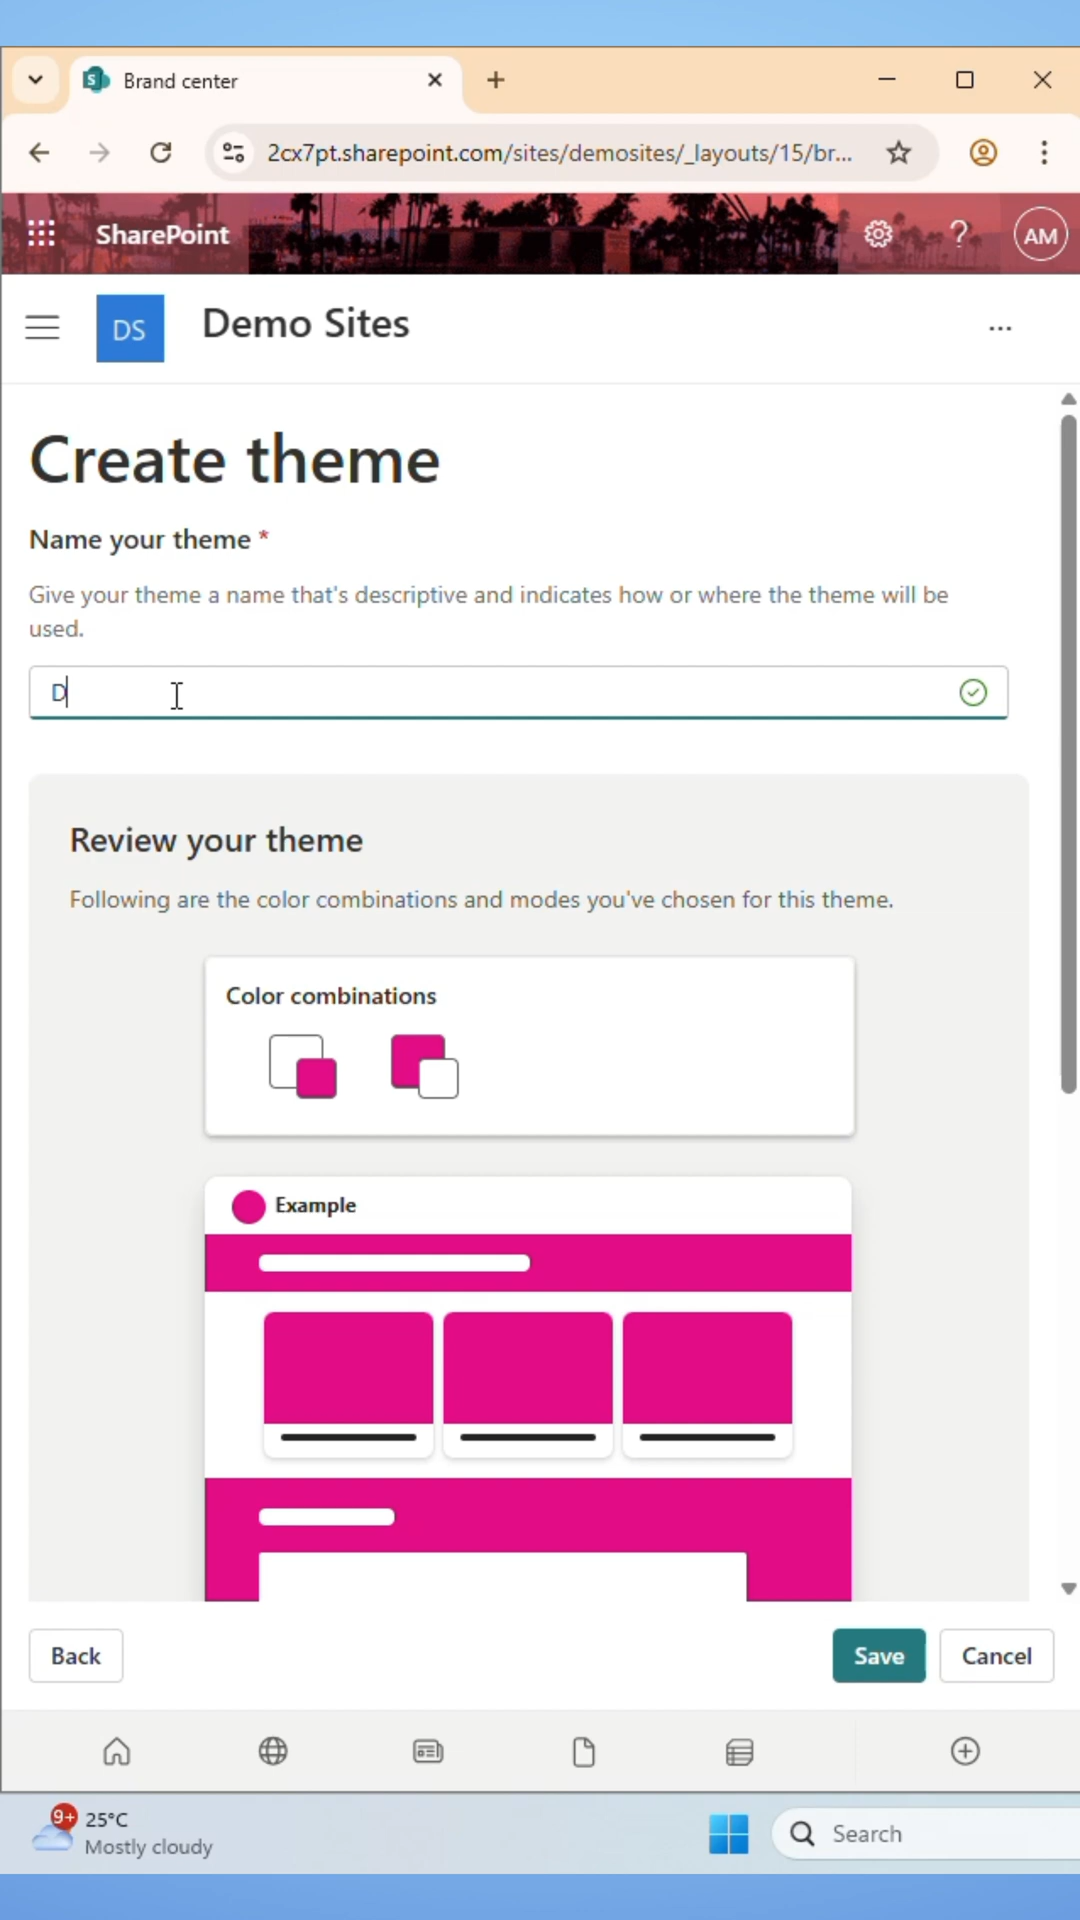 Brand center
2cx7pt.sharepoint.com/sites/demosites/_layouts/15/br...
SharePoint
AM
DS
Demo Sites
Create theme
Name your theme *
Give your theme a name that's descriptive and indicates how or where the theme will be
used.
D
Review your theme
Following are the color combinations and modes you've chosen for this theme.
Color combinations
Example
Back
Save
Cancel
9+
25°C
Mostly cloudy
Search